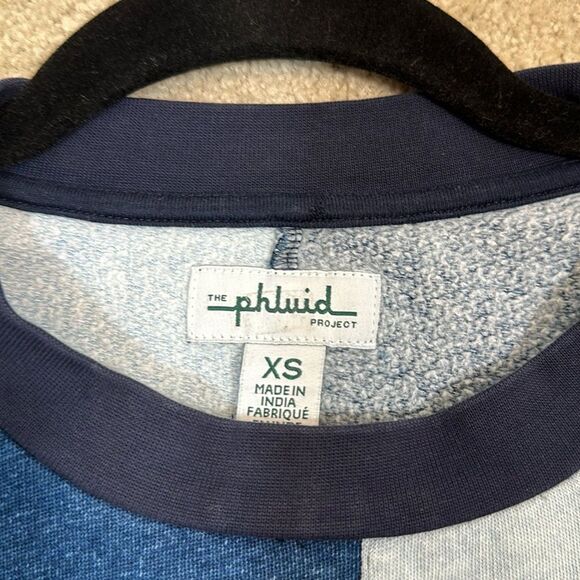 THE phluid
PROJECT
XS
MADE IN
INDIA
FABRIQUÉ